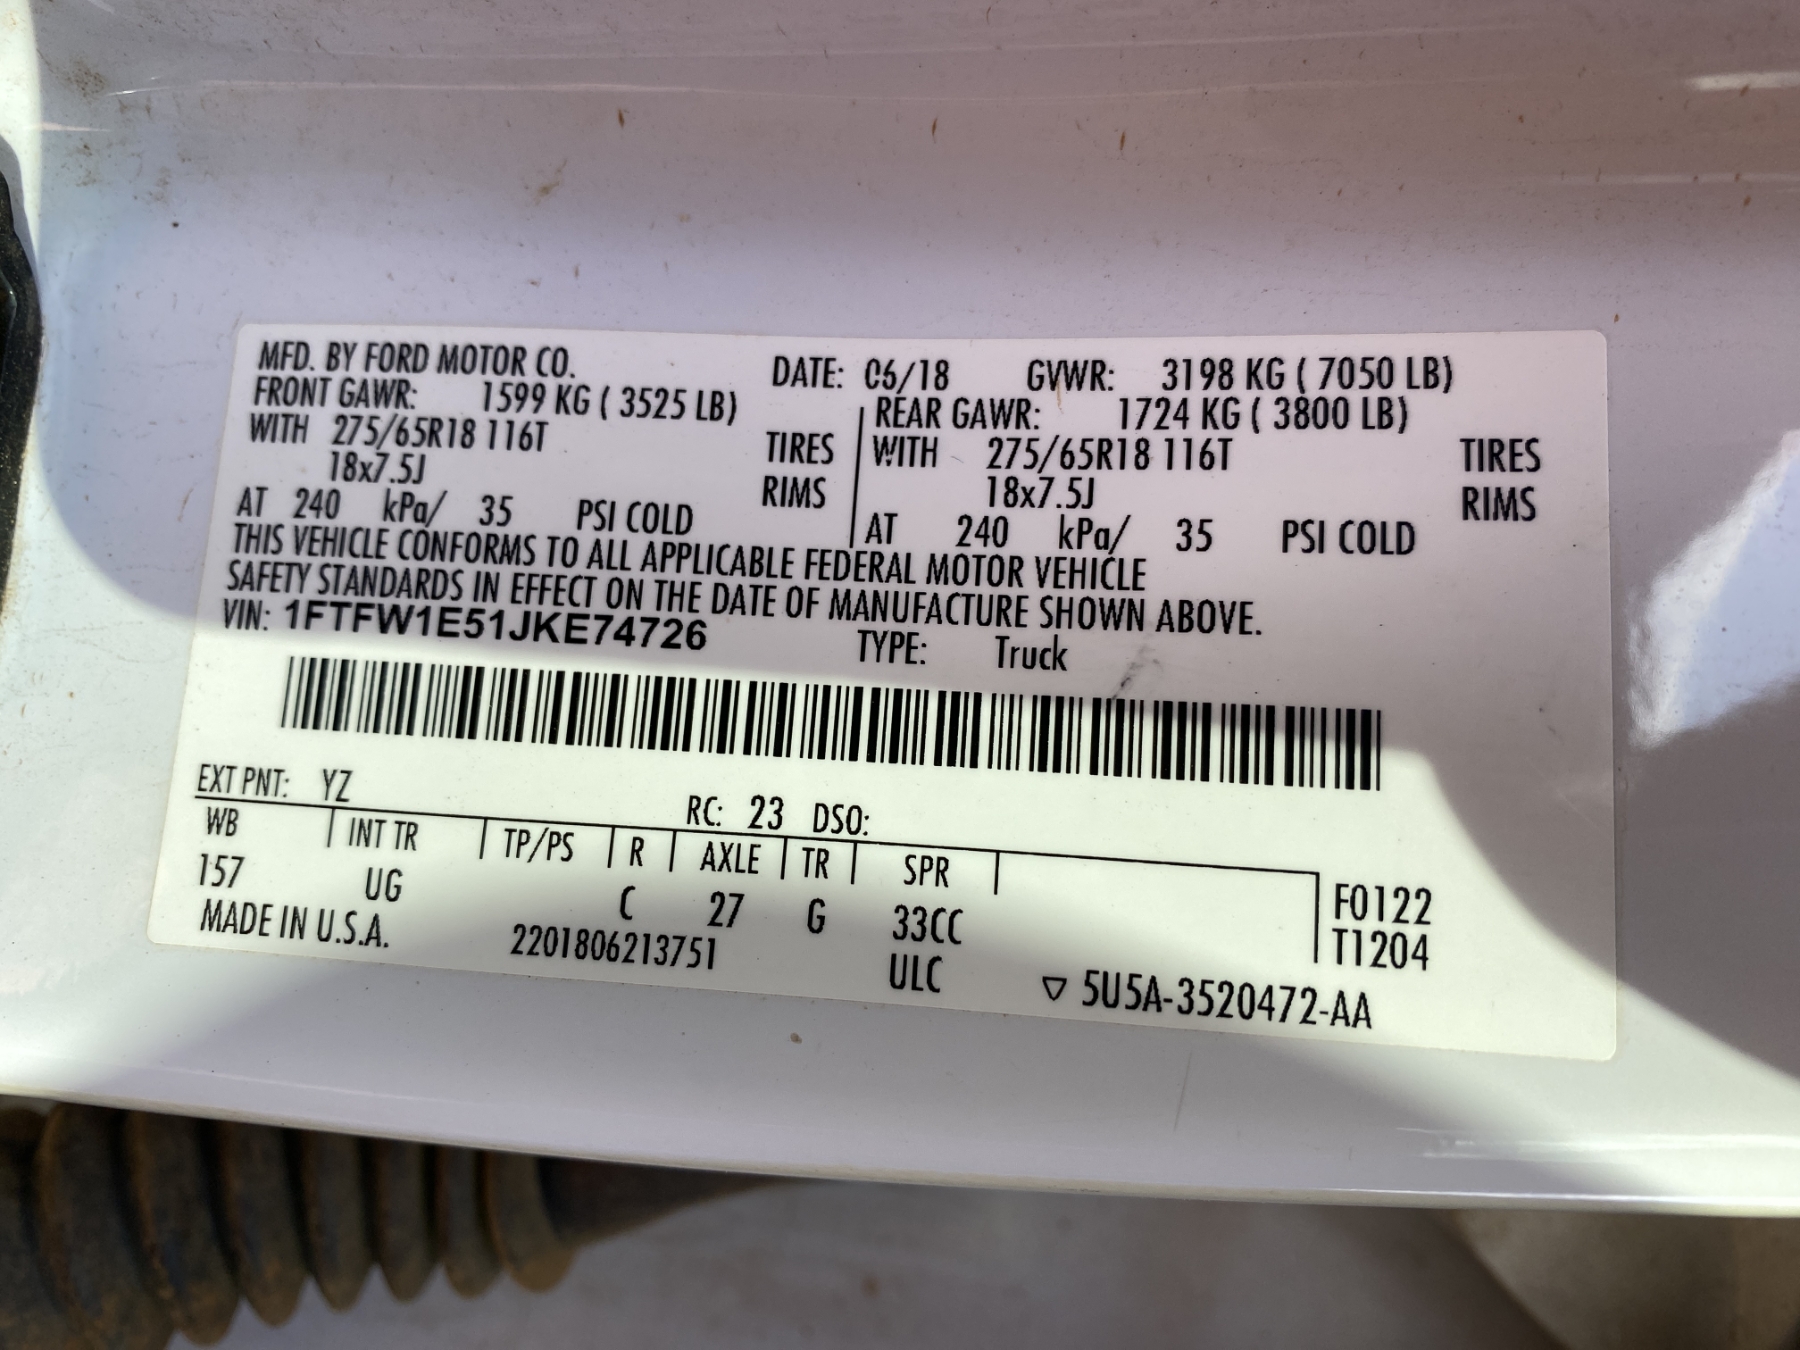 MFD. BY FORD MOTOR CO. DATE: 06/18 GVWR: 3198 KG ( 7050 LB)
FRONT GAWR: 1599 KG ( 3525 LB) REAR GAWR: 1724 KG ( 3800 LB)
WITH 275/65R18 116T TIRES WITH 275/65R18 116T TIRES
18x7.5J RIMS 18x7.5J RIMS
AT 240 kPa/ 35 PSI COLD AT 240 kPa/ 35 PSI COLD
THIS VEHICLE CONFORMS TO ALL APPLICABLE FEDERAL MOTOR VEHICLE
SAFETY STANDARDS IN EFFECT ON THE DATE OF MANUFACTURE SHOWN ABOVE.
VIN: 1FTFW1E51JKE74726 TYPE: Truck
EXT PNT: YZ RC: 23 DSO:
WB INT TR TP/PS R AXLE TR SPR
157 UG C 27 G 33CC F0122
MADE IN U.S.A. 2201806213751 ULC T1204
▽ 5U5A-3520472-AA